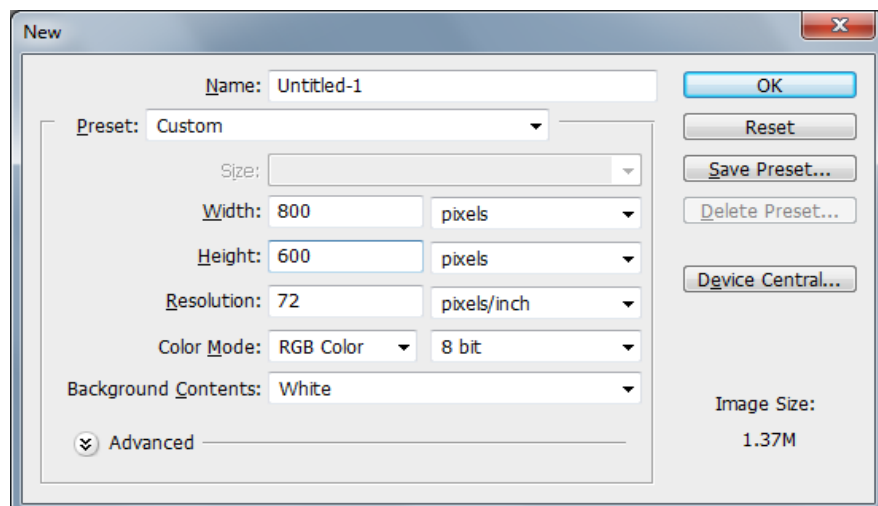 New
Name: Untitled-1
OK
Preset: Custom
Reset
Size:
Save Preset...
Width: 800 pixels
Delete Preset...
Height: 600 pixels
Device Central...
Resolution: 72 pixels/inch
Color Mode: RGB Color 8 bit
Background Contents: White
Image Size:
Advanced
1.37M